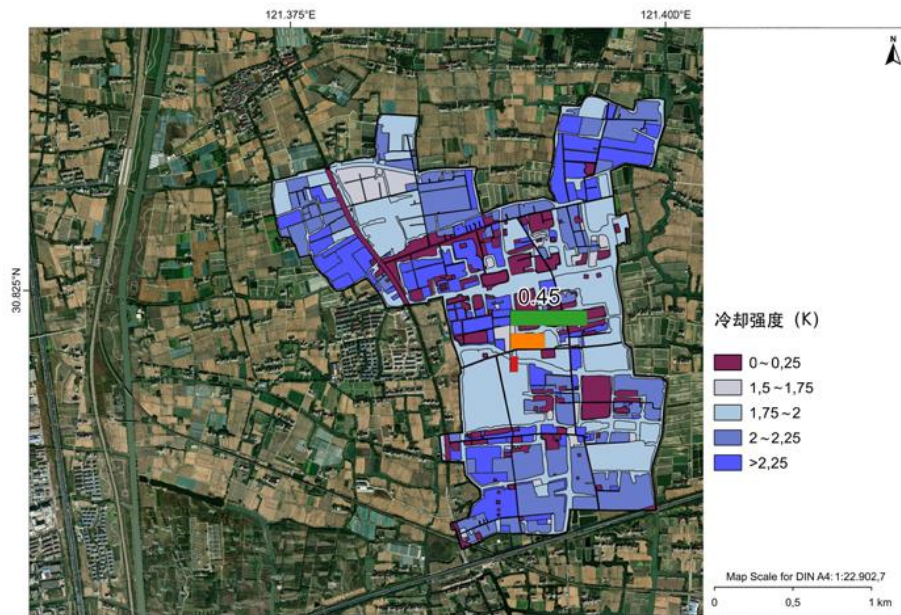 121.375°E
121.400°E
N
30.825°N
0.45
冷却强度（K）
0~0,25
1,5~1,75
1,75~2
2~2,25
>2,25
Map Scale for DIN A4: 1:22.902,7
0
0,5
1 km